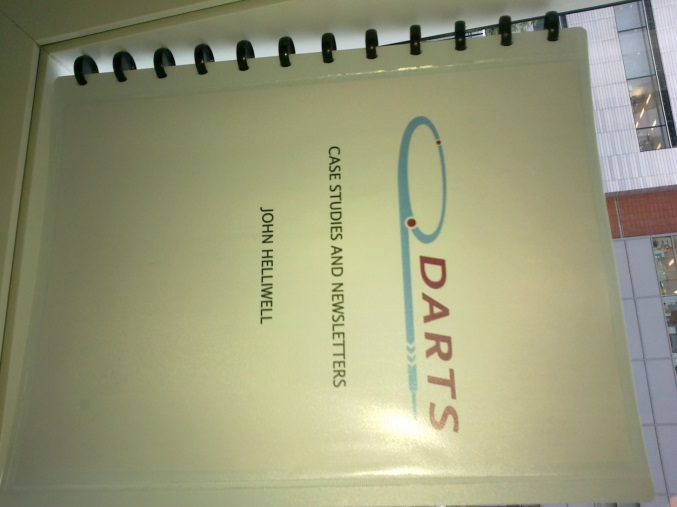 DARTS
CASE STUDIES AND NEWSLETTERS
JOHN HELLIWELL